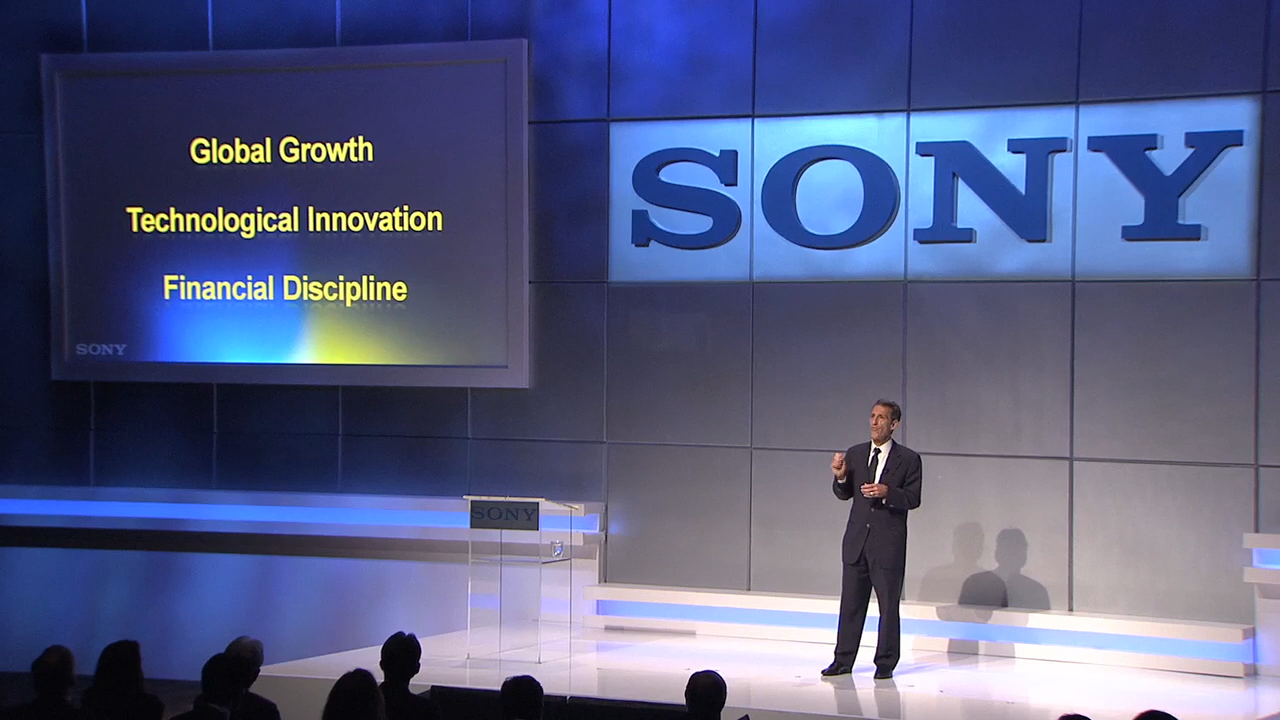 Global Growth
Technological Innovation
Financial Discipline
SONY
SONY
SONY